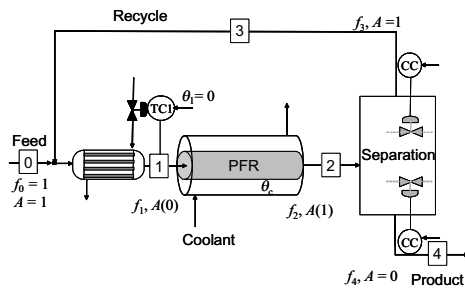 Recycle
3
f₃, A=1
CC
TC1
θ₁= 0
Feed
0
f₀ = 1
A = 1
1
PFR
θc
2
Separation
f₁, A(0)
f₂, A(1)
Coolant
CC
4
f₄, A = 0
Product